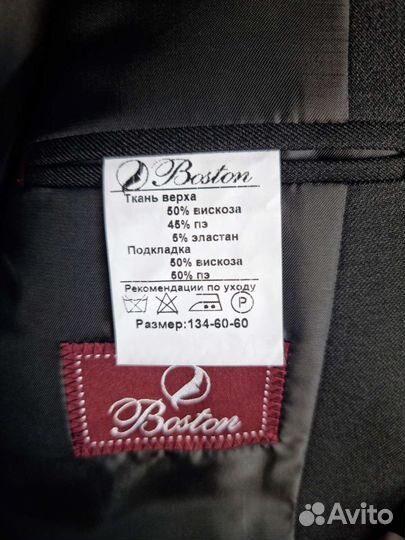 Boston
Ткань верха
50% вискоза
45% пэ
5% эластан
Подкладка
50% вискоза
50% пэ
Рекомендации по уходу
P
Размер:134-60-60
Boston
Avito